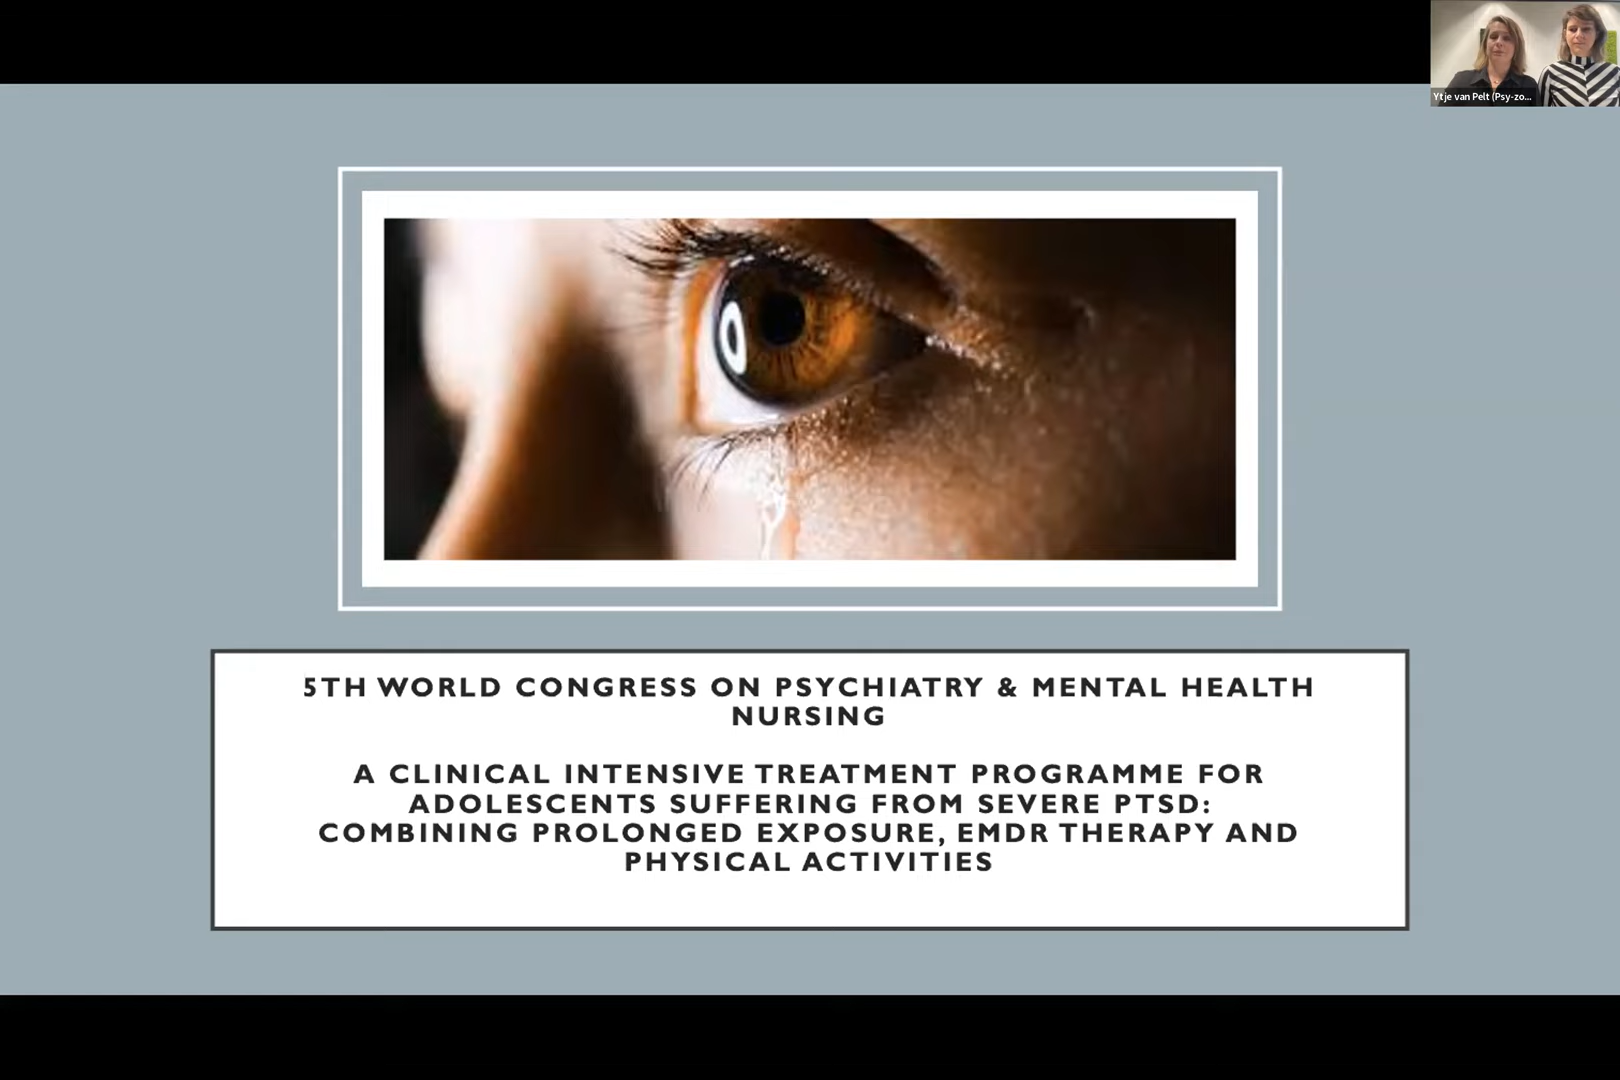 Ytje van Pelt (Psy-zo...
5TH WORLD CONGRESS ON PSYCHIATRY & MENTAL HEALTH
NURSING
A CLINICAL INTENSIVE TREATMENT PROGRAMME FOR
ADOLESCENTS SUFFERING FROM SEVERE PTSD:
COMBINING PROLONGED EXPOSURE, EMDR THERAPY AND
PHYSICAL ACTIVITIES